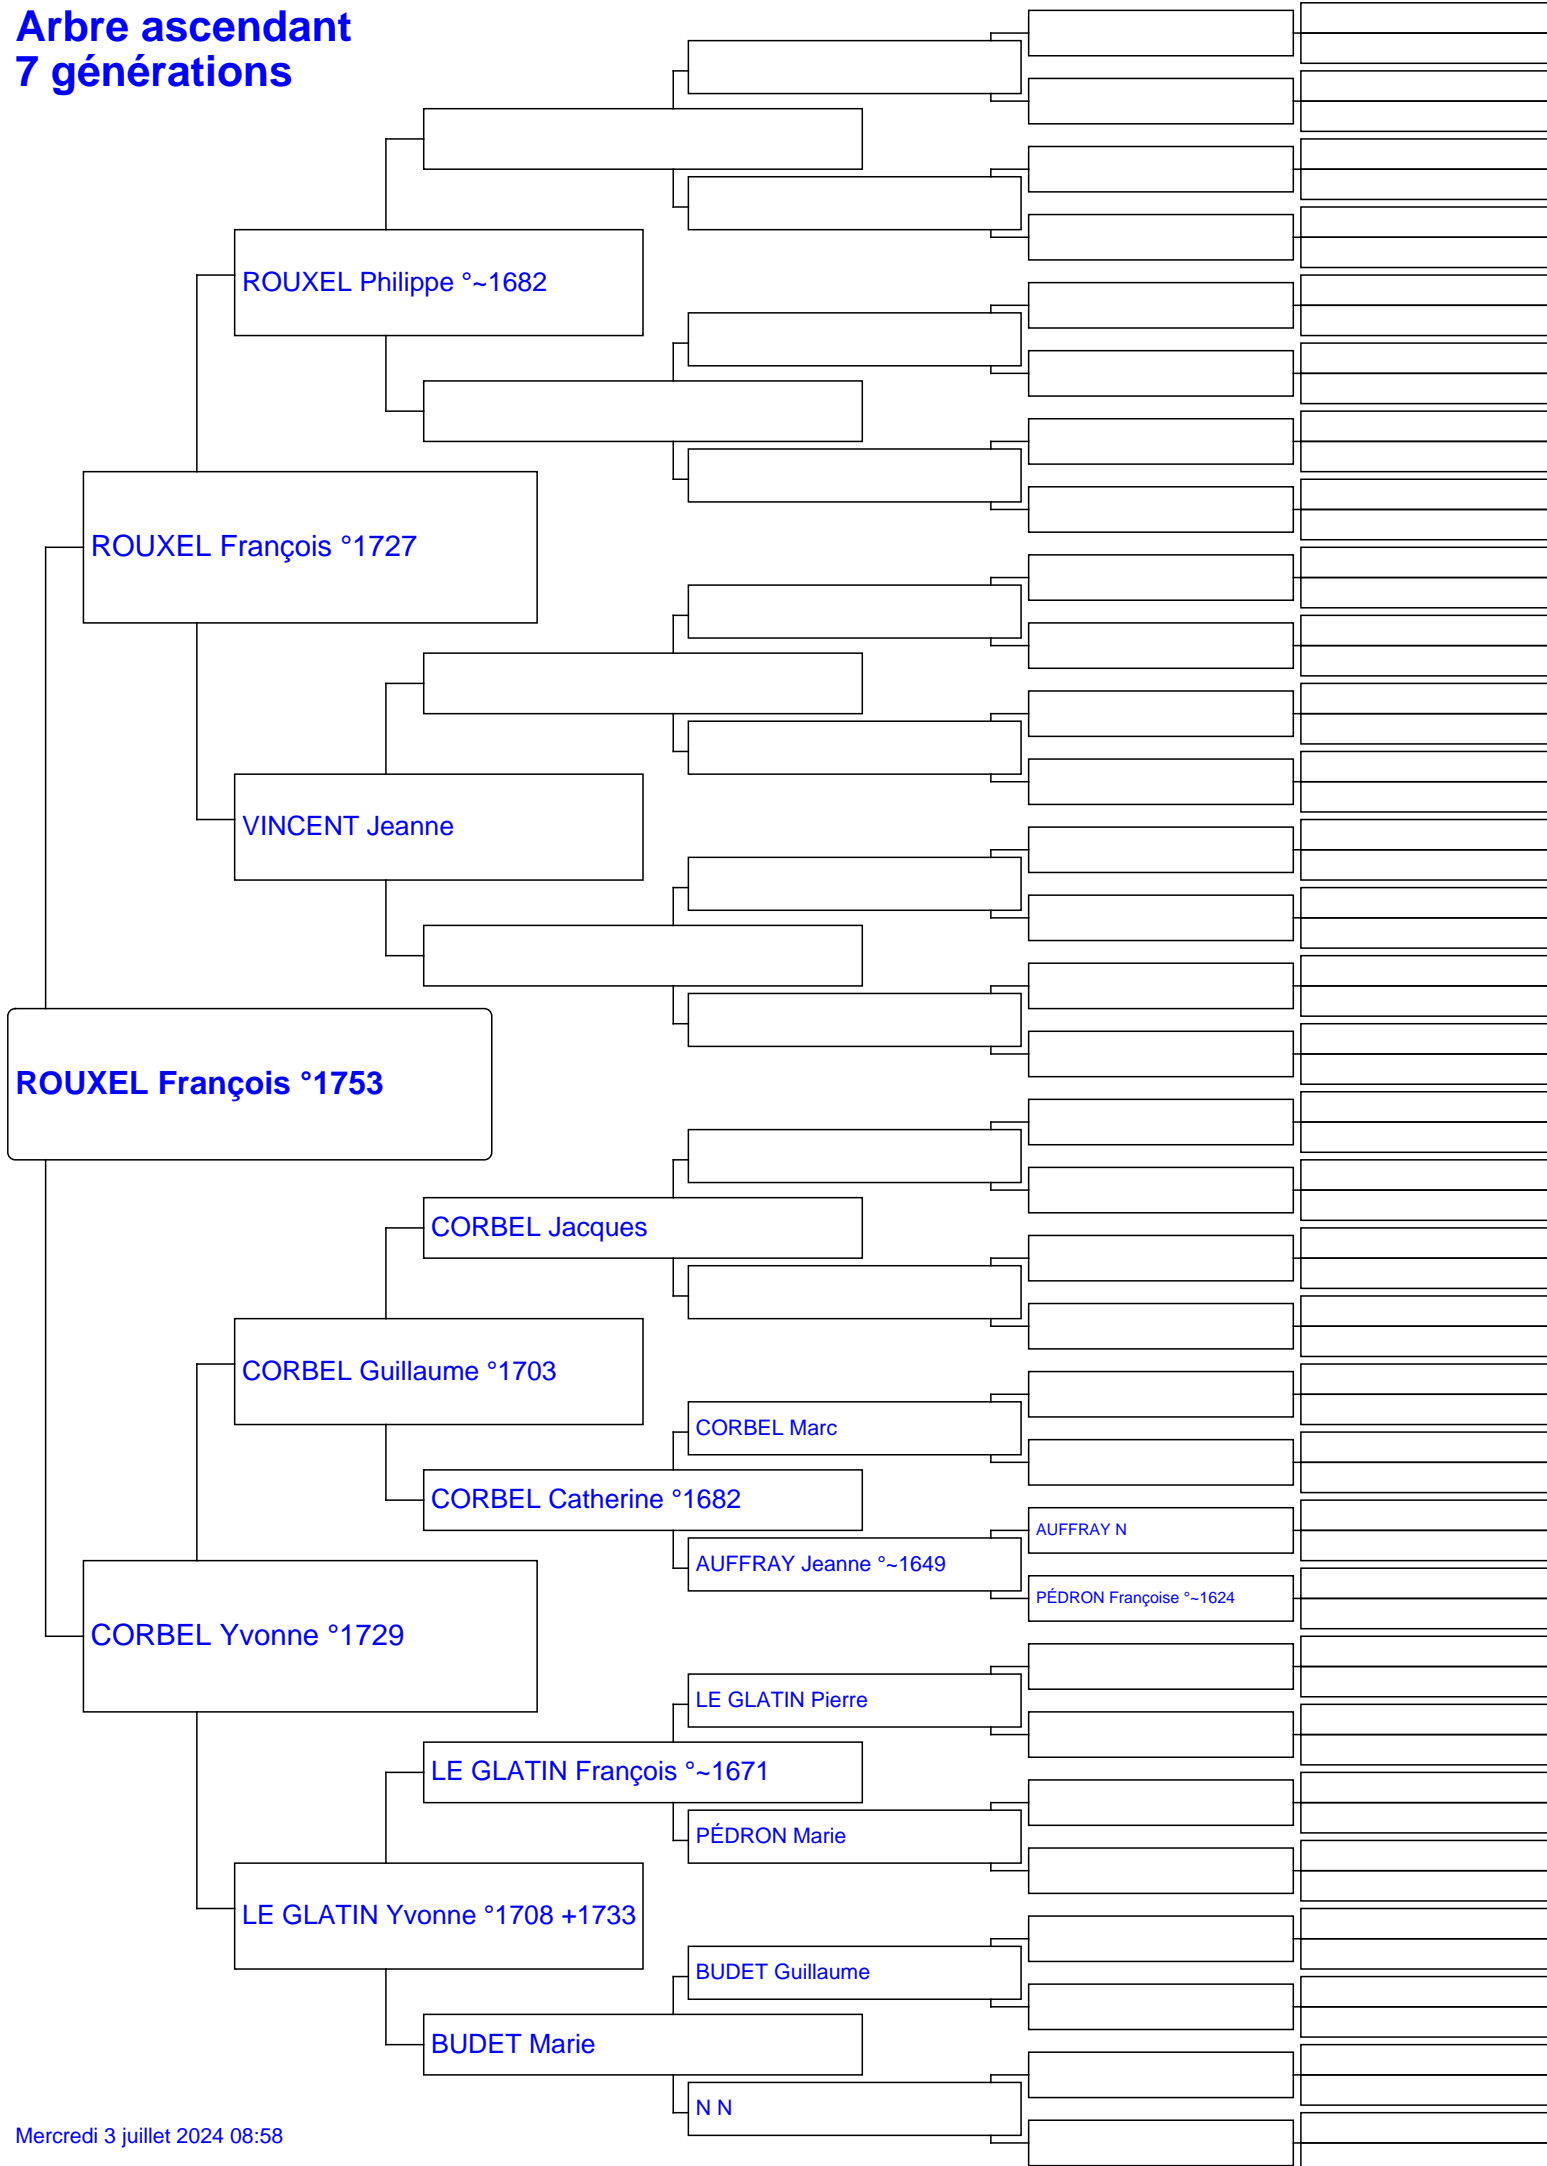 Arbre ascendant
7 générations
ROUXEL Philippe °~1682
ROUXEL François °1727
VINCENT Jeanne
ROUXEL François °1753
CORBEL Jacques
CORBEL Guillaume °1703
CORBEL Marc
CORBEL Catherine °1682
AUFFRAY N
AUFFRAY Jeanne °~1649
PÉDRON Françoise °~1624
CORBEL Yvonne °1729
LE GLATIN Pierre
LE GLATIN François °~1671
PÉDRON Marie
LE GLATIN Yvonne °1708 +1733
BUDET Guillaume
BUDET Marie
N N
Mercredi 3 juillet 2024 08:58